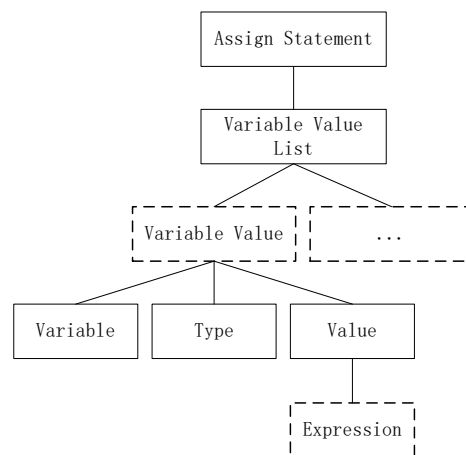 Assign Statement
Variable Value
List
Variable Value
...
Variable
Type
Value
Expression